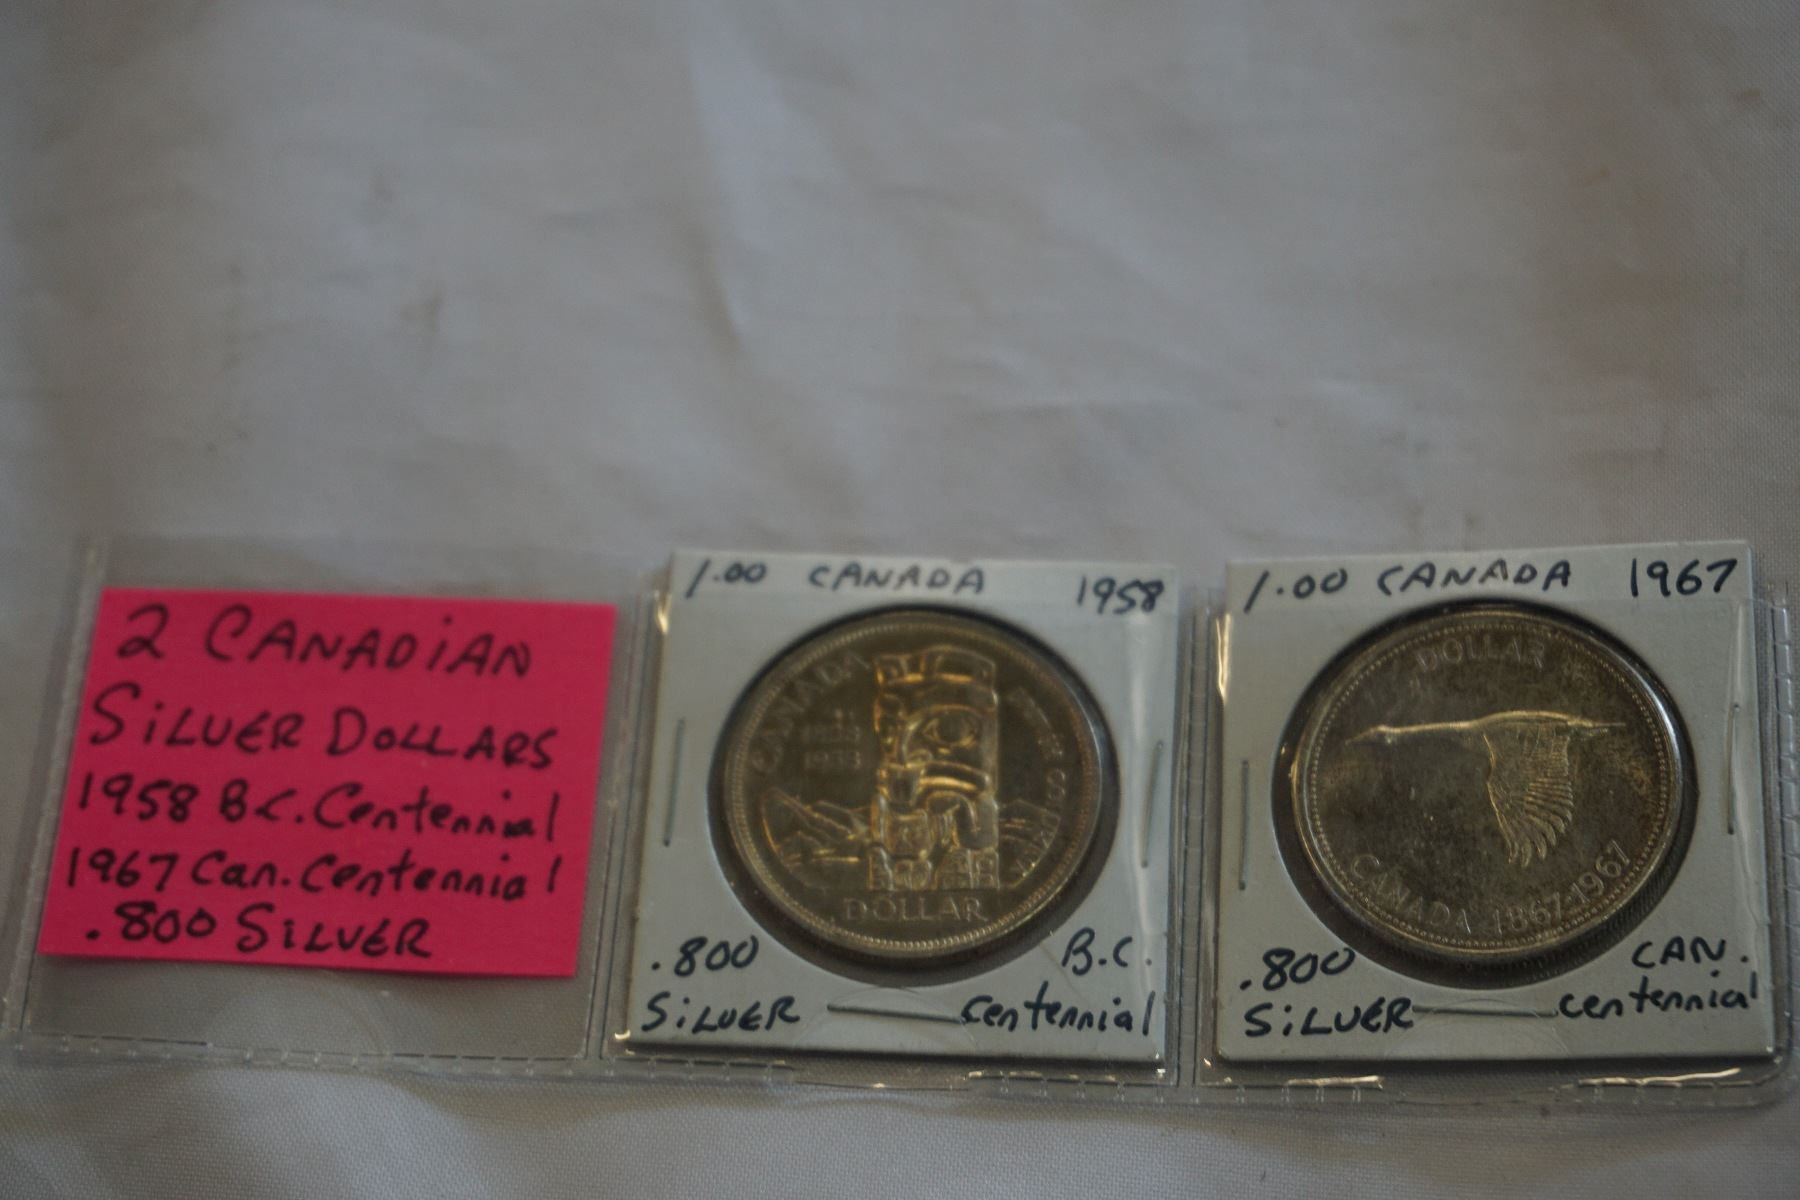 2 CANADIAN
SILVER DOLLARS
1958 B.C. Centennial
1967 Can. Centennial
.800 SILVER
1.00 CANADA 1958
CANADA
1958
DOLLAR
.800 B.C.
SILVER — Centennial
1.00 CANADA 1967
DOLLAR
CANADA 1867-1967
.800 CAN.
SILVER — centennial